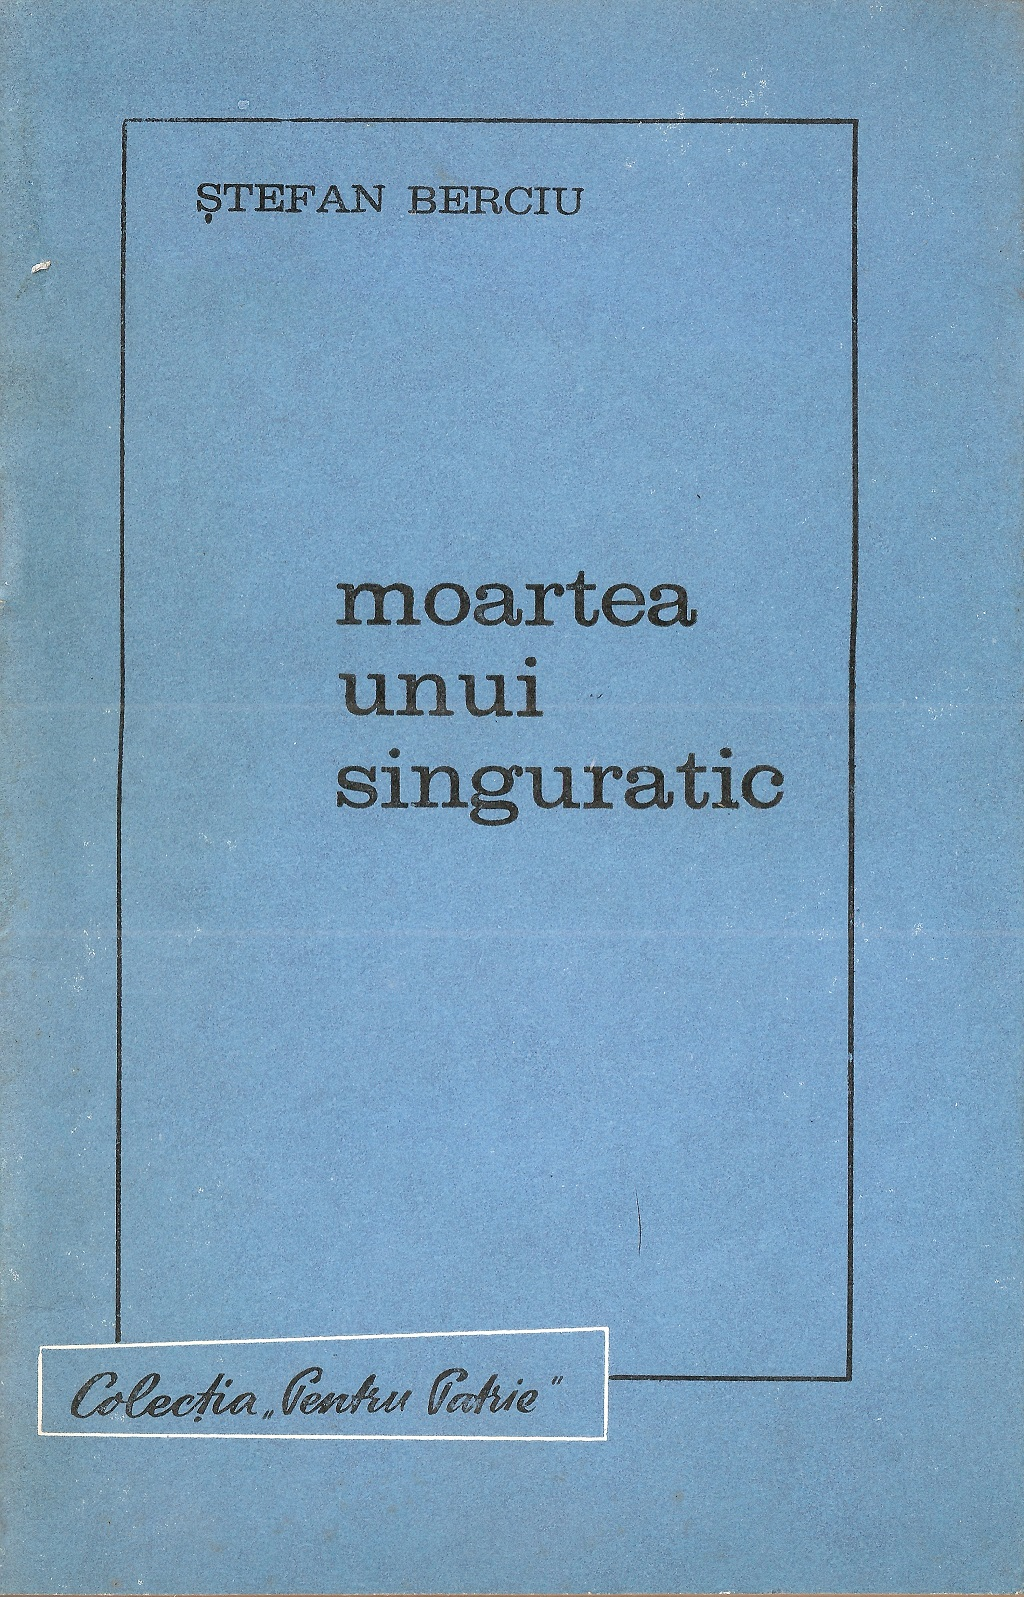 ȘTEFAN BERCIU
moartea
unui
singuratic
Colecția „Pentru Patrie"